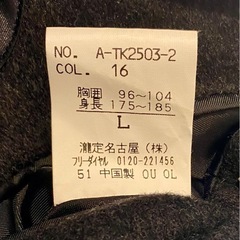 NO. A-TK2503-2
COL. 16
胸囲 96~104
身長 175~185
L
瀧定名古屋(株)
フリーダイヤル 0120-221456
51 中国製 OU OL